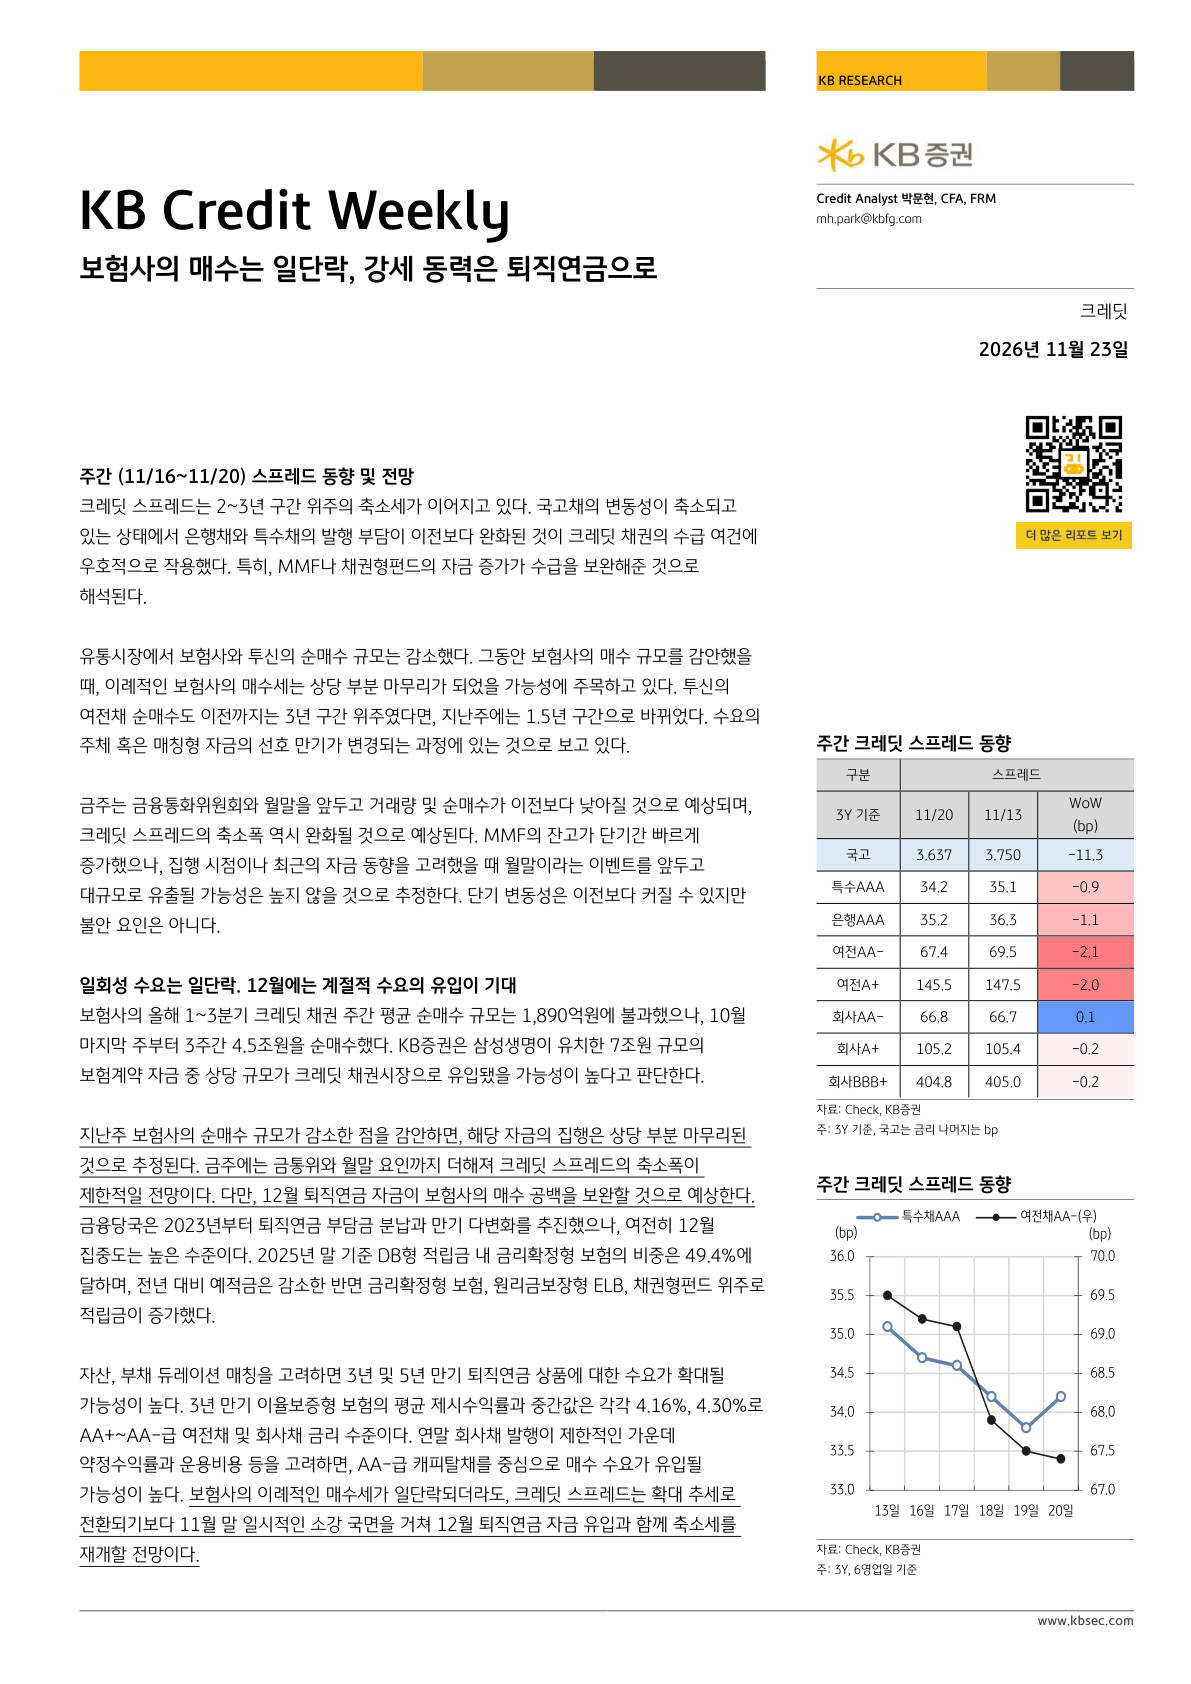 KB RESEARCH
KB증권
Credit Analyst 박문현, CFA, FRM
mh.park@kbfg.com
KB Credit Weekly
보험사의 매수는 일단락, 강세 동력은 퇴직연금으로
크레딧
2026년 11월 23일
더 많은 리포트 보기
주간 (11/16~11/20) 스프레드 동향 및 전망
크레딧 스프레드는 2~3년 구간 위주의 축소세가 이어지고 있다. 국고채의 변동성이 축소되고
있는 상태에서 은행채와 특수채의 발행 부담이 이전보다 완화된 것이 크레딧 채권의 수급 여건에
우호적으로 작용했다. 특히, MMF나 채권형펀드의 자금 증가가 수급을 보완해준 것으로
해석된다.
유통시장에서 보험사와 투신의 순매수 규모는 감소했다. 그동안 보험사의 매수 규모를 감안했을
때, 이례적인 보험사의 매수세는 상당 부분 마무리가 되었을 가능성에 주목하고 있다. 투신의
여전채 순매수도 이전까지는 3년 구간 위주였다면, 지난주에는 1.5년 구간으로 바뀌었다. 수요의
주체 혹은 매칭형 자금의 선호 만기가 변경되는 과정에 있는 것으로 보고 있다.
금주는 금융통화위원회와 월말을 앞두고 거래량 및 순매수가 이전보다 낮아질 것으로 예상되며,
크레딧 스프레드의 축소폭 역시 완화될 것으로 예상된다. MMF의 잔고가 단기간 빠르게
증가했으나, 집행 시점이나 최근의 자금 동향을 고려했을 때 월말이라는 이벤트를 앞두고
대규모로 유출될 가능성은 높지 않을 것으로 추정한다. 단기 변동성은 이전보다 커질 수 있지만
불안 요인은 아니다.
일회성 수요는 일단락. 12월에는 계절적 수요의 유입이 기대
보험사의 올해 1~3분기 크레딧 채권 주간 평균 순매수 규모는 1,890억원에 불과했으나, 10월
마지막 주부터 3주간 4.5조원을 순매수했다. KB증권은 삼성생명이 유치한 7조원 규모의
보험계약 자금 중 상당 규모가 크레딧 채권시장으로 유입됐을 가능성이 높다고 판단한다.
지난주 보험사의 순매수 규모가 감소한 점을 감안하면, 해당 자금의 집행은 상당 부분 마무리된
것으로 추정된다. 금주에는 금통위와 월말 요인까지 더해져 크레딧 스프레드의 축소폭이
제한적일 전망이다. 다만, 12월 퇴직연금 자금이 보험사의 매수 공백을 보완할 것으로 예상한다.
금융당국은 2023년부터 퇴직연금 부담금 분납과 만기 다변화를 추진했으나, 여전히 12월
집중도는 높은 수준이다. 2025년 말 기준 DB형 적립금 내 금리확정형 보험의 비중은 49.4%에
달하며, 전년 대비 예적금은 감소한 반면 금리확정형 보험, 원리금보장형 ELB, 채권형펀드 위주로
적립금이 증가했다.
자산, 부채 듀레이션 매칭을 고려하면 3년 및 5년 만기 퇴직연금 상품에 대한 수요가 확대될
가능성이 높다. 3년 만기 이율보증형 보험의 평균 제시수익률과 중간값은 각각 4.16%, 4.30%로
AA+~AA-급 여전채 및 회사채 금리 수준이다. 연말 회사채 발행이 제한적인 가운데
약정수익률과 운용비용 등을 고려하면, AA-급 캐피탈채를 중심으로 매수 수요가 유입될
가능성이 높다. 보험사의 이례적인 매수세가 일단락되더라도, 크레딧 스프레드는 확대 추세로
전환되기보다 11월 말 일시적인 소강 국면을 거쳐 12월 퇴직연금 자금 유입과 함께 축소세를
재개할 전망이다.
주간 크레딧 스프레드 동향
구분 스프레드
3Y 기준 11/20 11/13 WoW
(bp)
국고 3.637 3.750 -11.3
특수AAA 34.2 35.1 -0.9
은행AAA 35.2 36.3 -1.1
여전AA- 67.4 69.5 -2.1
여전A+ 145.5 147.5 -2.0
회사AA- 66.8 66.7 0.1
회사A+ 105.2 105.4 -0.2
회사BBB+ 404.8 405.0 -0.2
자료: Check, KB증권
주: 3Y 기준, 국고는 금리 나머지는 bp
주간 크레딧 스프레드 동향
특수채AAA 여전채AA-(우)
(bp) (bp)
36.0 70.0
35.5 69.5
35.0 69.0
34.5 68.5
34.0 68.0
33.5 67.5
33.0 67.0
13일 16일 17일 18일 19일 20일
자료: Check, KB증권
주: 3Y, 6영업일 기준
www.kbsec.com